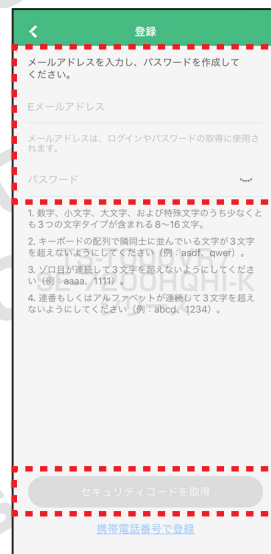 登録
メールアドレスを入力し、パスワードを作成して
ください。
Eメールアドレス
メールアドレスは、ログインやパスワードの取得に使用さ
れます。
パスワード
1. 数字、小文字、大文字、および特殊文字のうち少なくと
も3つの文字タイプが含まれる8～16文字。
2. キーボードの配列で隣同士に並んでいる文字が3文字
を超えないようにしてください（例：asdf、qwer）。
3. ゾロ目が連続して3文字を超えないようにしてくださ
い（例：aaaa、1111）。
4. 連番もしくはアルファベットが連続して3文字を超え
ないようにしてください（例：abcd、1234）。
シリーズ
セキュリティコードを取得
携帯電話番号で登録